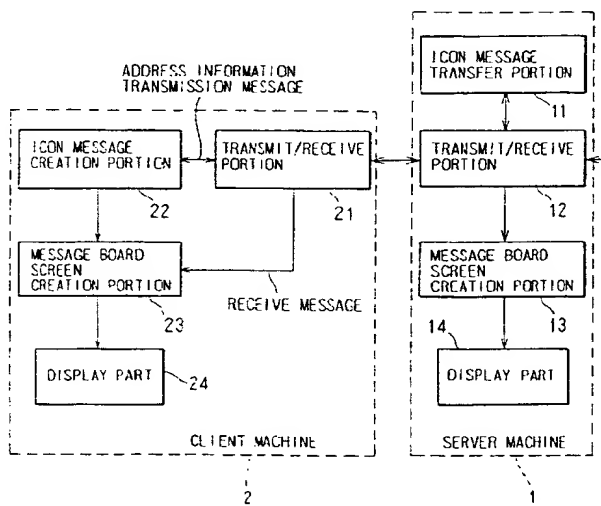 ADDRESS INFORMATION
TRANSMISSION MESSAGE
ICON MESSAGE
TRANSFER PORTION
11
ICON MESSAGE
CREATION PORTION
22
TRANSMIT/RECEIVE
PORTION
21
TRANSMIT/RECEIVE
PORTION
12
MESSAGE BOARD
SCREEN
CREATION PORTION
23
RECEIVE MESSAGE
MESSAGE BOARD
SCREEN
CREATION PORTION
13
14
DISPLAY PART
24
DISPLAY PART
CLIENT MACHINE
SERVER MACHINE
2
1